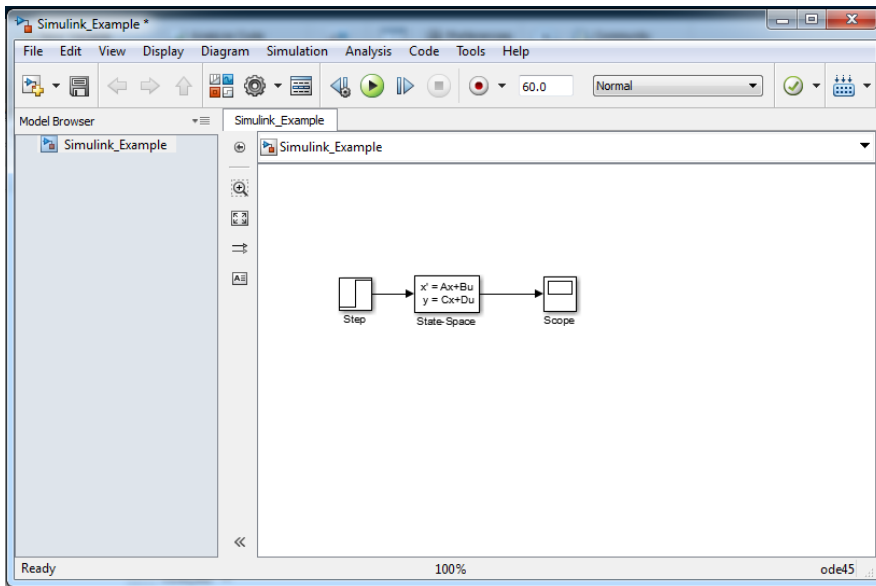 Simulink_Example *
File Edit View Display Diagram Simulation Analysis Code Tools Help
60.0 Normal
Model Browser Simulink_Example
Simulink_Example Simulink_Example
x' = Ax+Bu
y = Cx+Du
Step State-Space Scope
Ready 100% ode45